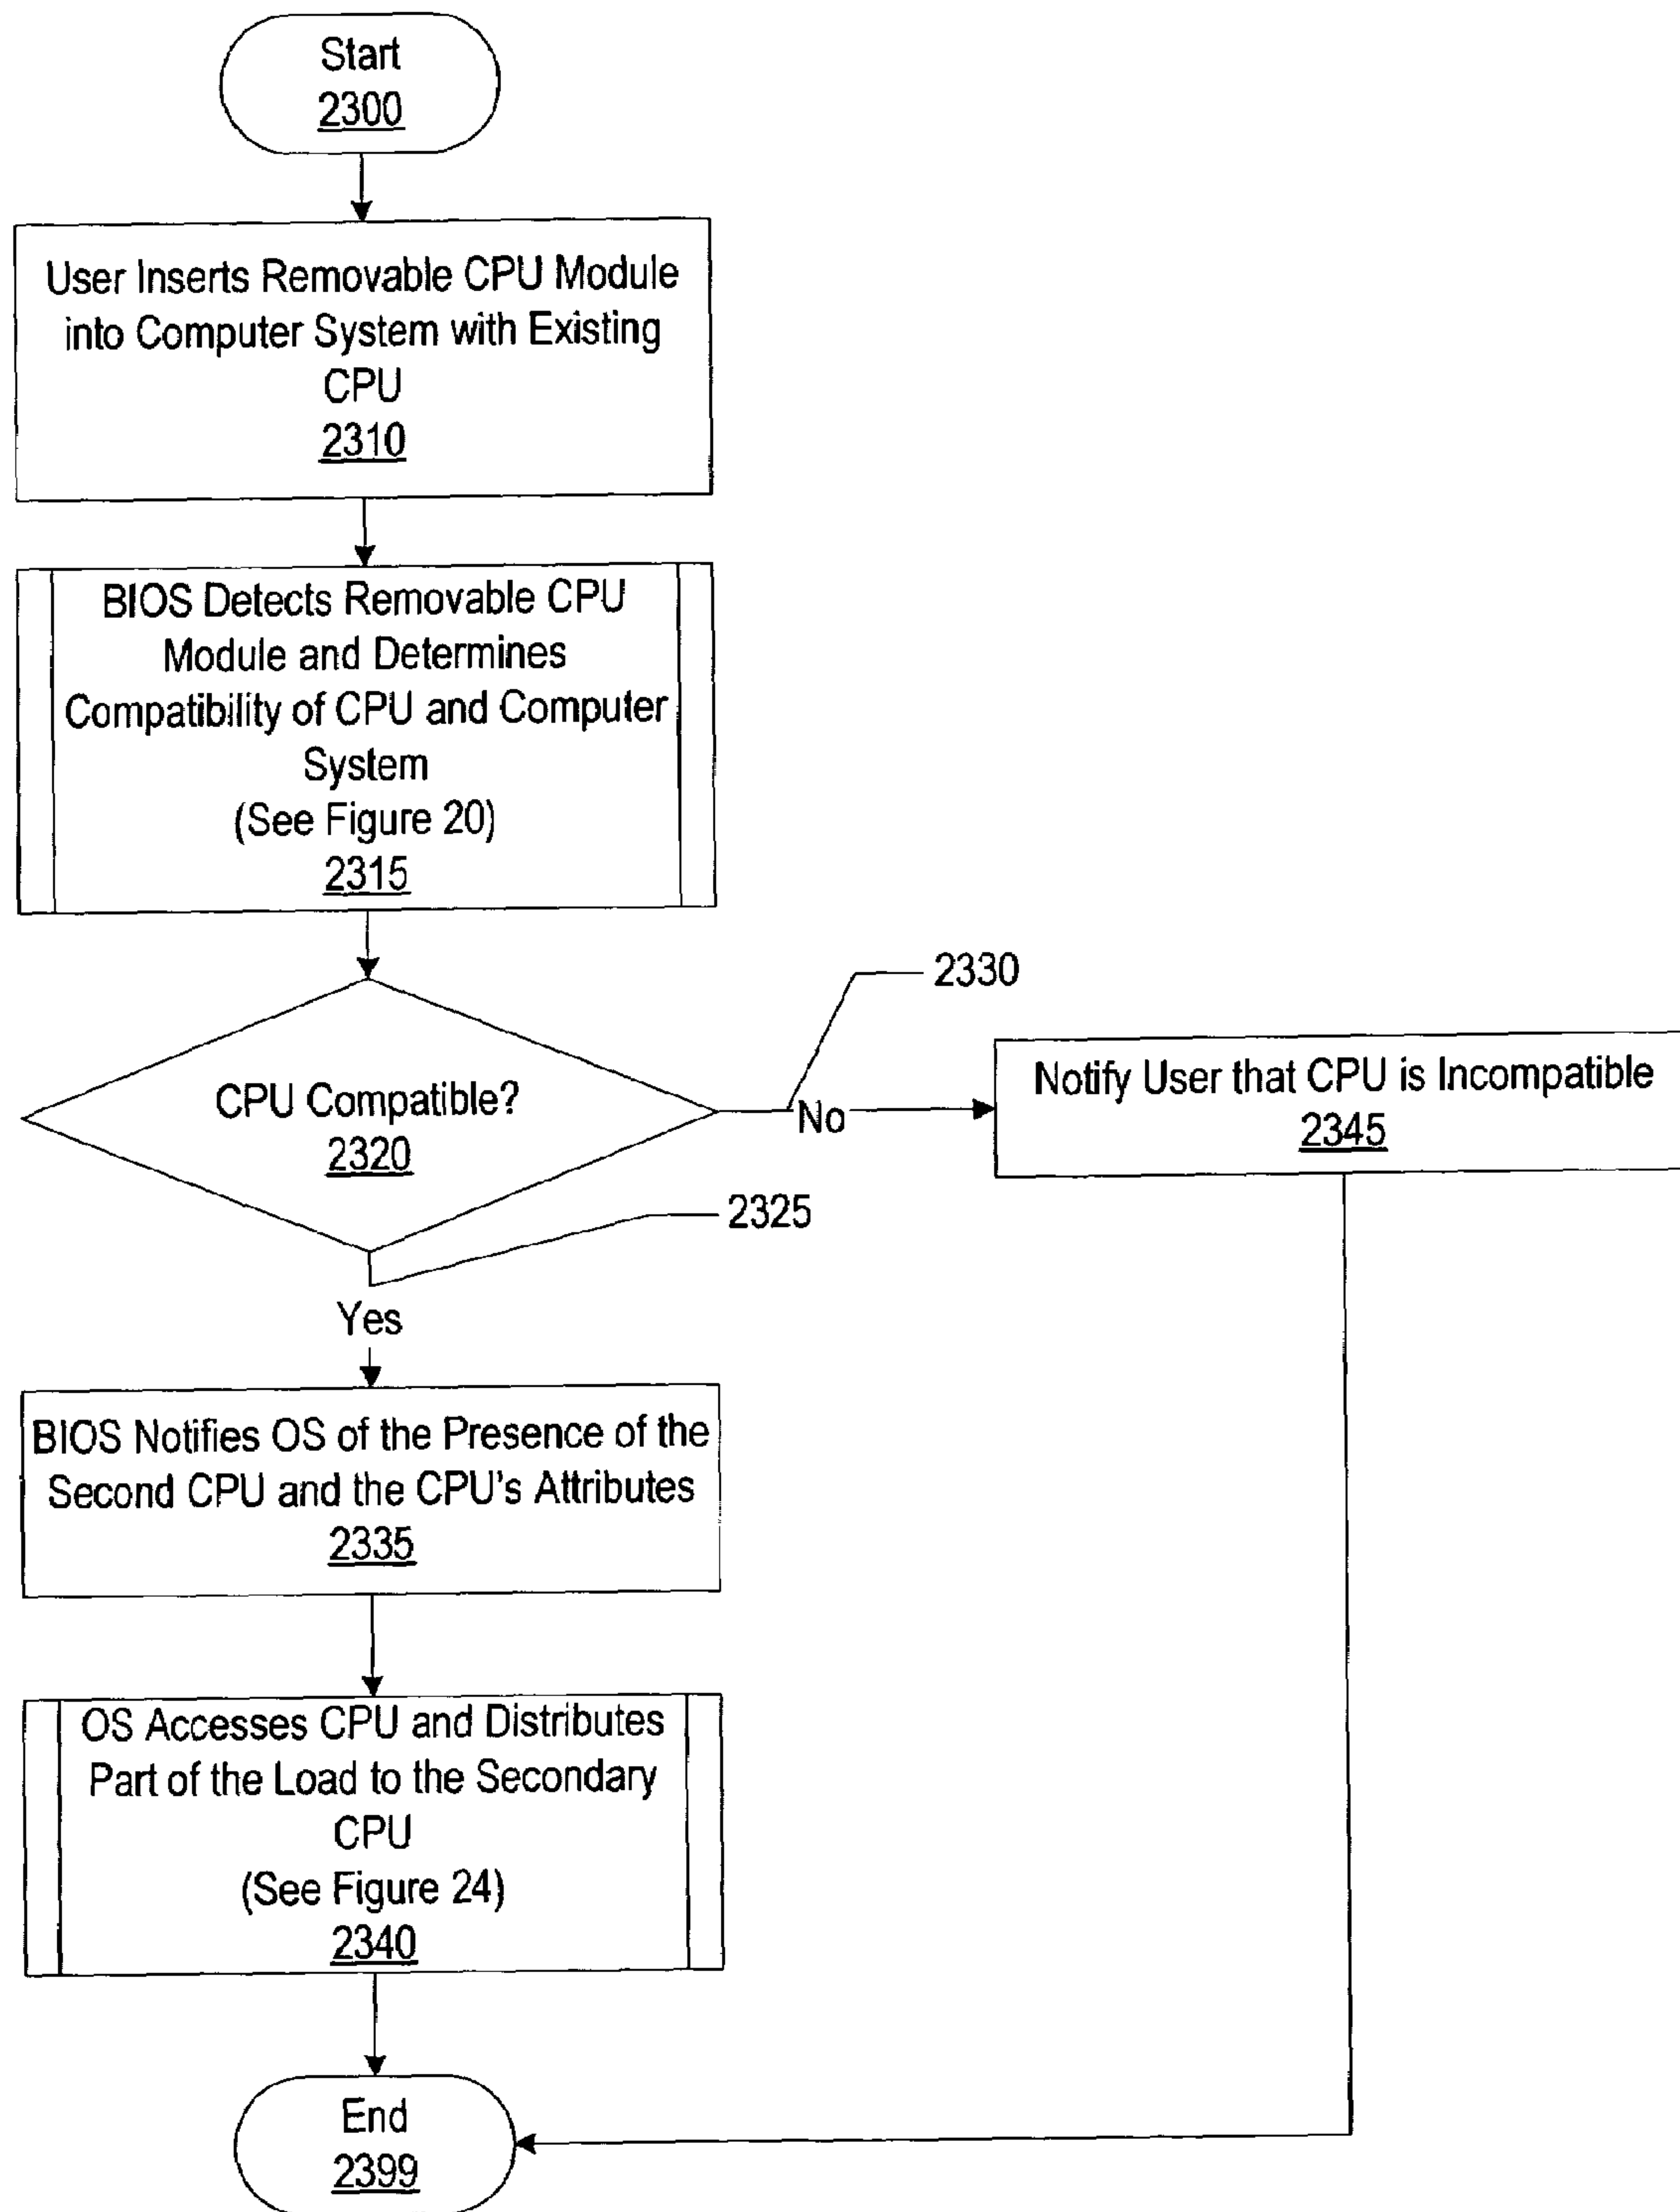 Start
2300
User Inserts Removable CPU Module
into Computer System with Existing
CPU
2310
BIOS Detects Removable CPU
Module and Determines
Compatibility of CPU and Computer
System
(See Figure 20)
2315
2330
CPU Compatible?
2320
No
Notify User that CPU is Incompatible
2345
2325
Yes
BIOS Notifies OS of the Presence of the
Second CPU and the CPU's Attributes
2335
OS Accesses CPU and Distributes
Part of the Load to the Secondary
CPU
(See Figure 24)
2340
End
2399